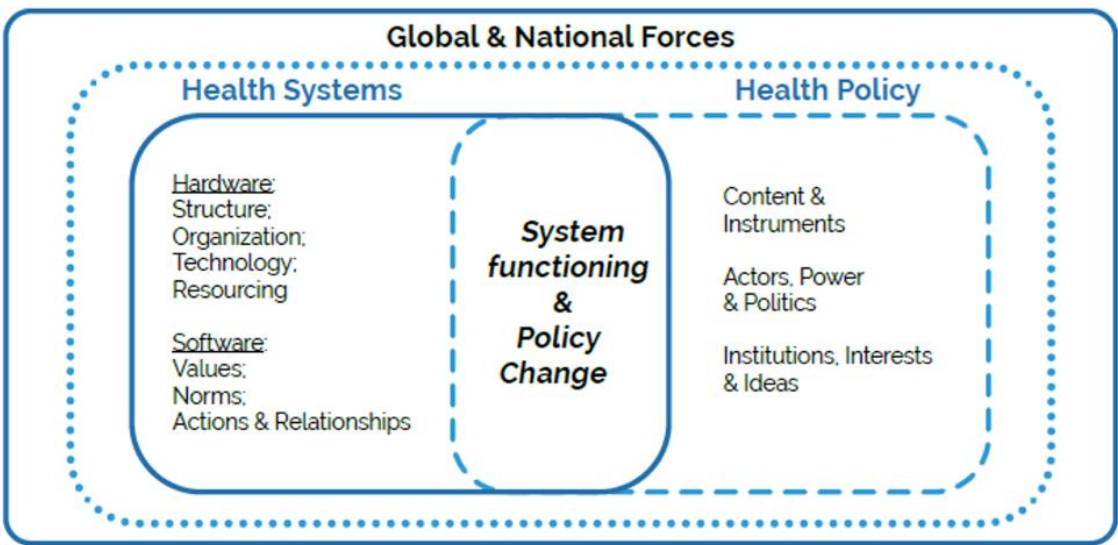 Global & National Forces
Health Systems
Health Policy
Hardware:
Structure;
Organization;
Technology;
Resourcing
Software:
Values;
Norms;
Actions & Relationships
System
functioning
&
Policy
Change
Content &
Instruments
Actors, Power
& Politics
Institutions, Interests
& Ideas